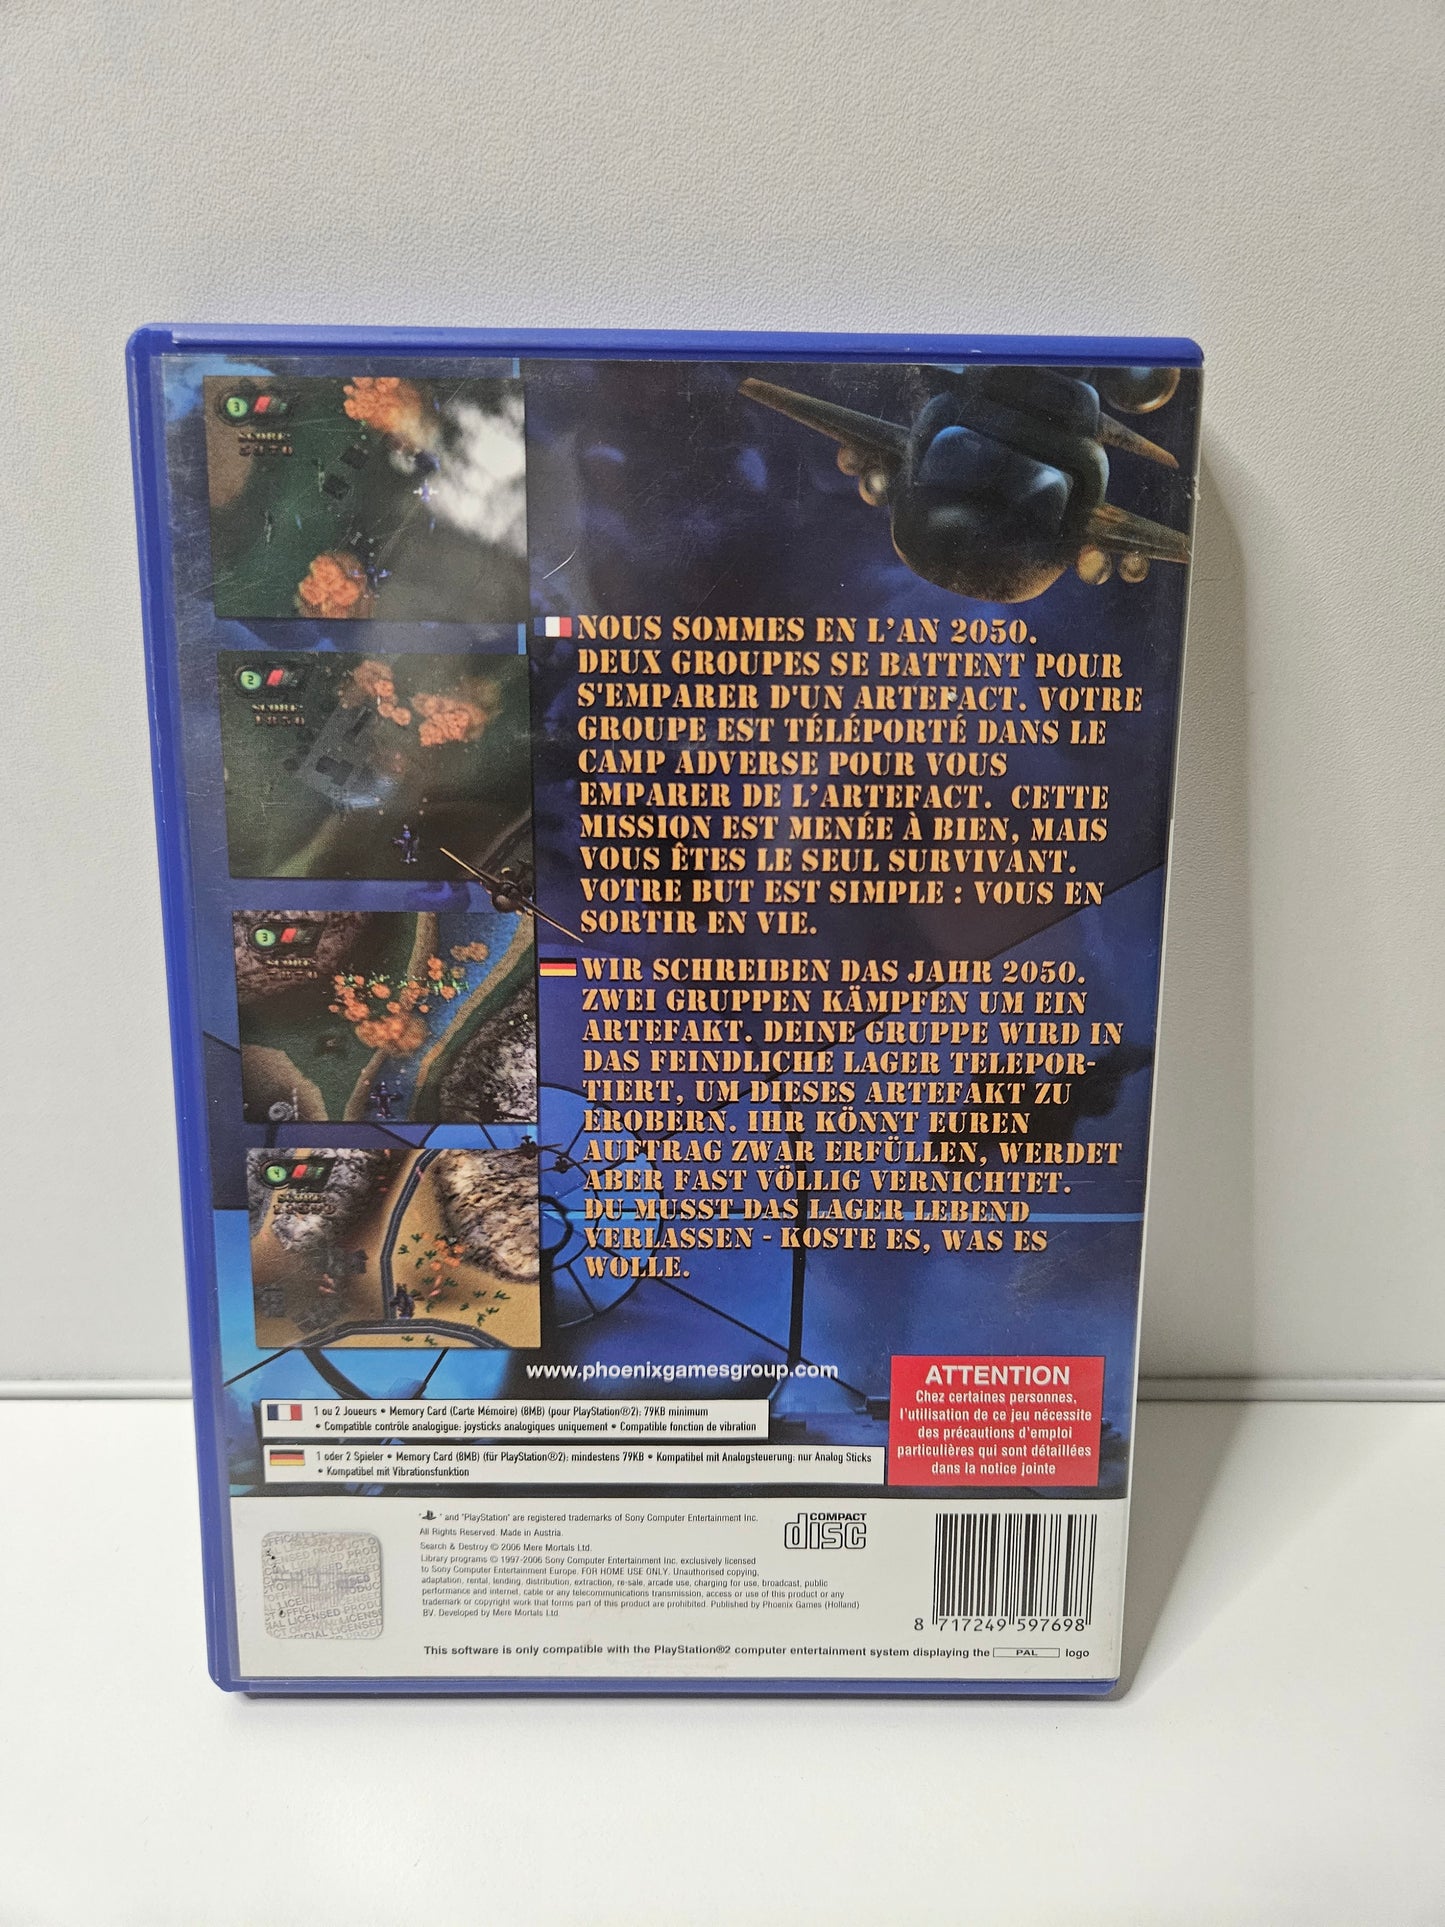 3
SCORE:
2
SCORE:
1850
3
SCORE:
4
SCORE:
NOUS SOMMES EN L'AN 2050.
DEUX GROUPES SE BATTENT POUR
S'EMPARER D'UN ARTEFACT. VOTRE
GROUPE EST TÉLÉPORTÉ DANS LE
CAMP ADVERSE POUR VOUS
EMPARER DE L'ARTEFACT. CETTE
MISSION EST MENÉE À BIEN, MAIS
VOUS ÊTES LE SEUL SURVIVANT.
VOTRE BUT EST SIMPLE : VOUS EN
SORTIR EN VIE.
WIR SCHREIBEN DAS JAHR 2050.
ZWEI GRUPPEN KÄMPFEN UM EIN
ARTEFAKT. DEINE GRUPPE WIRD IN
DAS FEINDLICHE LAGER TELEPOR-
TIERT, UM DIESES ARTEFAKT ZU
EROBERN. IHR KÖNNT EUREN
AUFTRAG ZWAR ERFÜLLEN, WERDET
ABER FAST VÖLLIG VERNICHTET.
DU MUSST DAS LAGER LEBEND
VERLASSEN - KOSTE ES, WAS ES
WOLLE.
www.phoenixgamesgroup.com
ATTENTION
Chez certaines personnes,
l'utilisation de ce jeu nécessite
des précautions d'emploi
particulières qui sont détaillées
dans la notice jointe
1 ou 2 Joueurs • Memory Card (Carte Mémoire) (8MB) (pour PlayStation®2): 79KB minimum
• Compatible contrôle analogique: joysticks analogiques uniquement • Compatible fonction de vibration
1 oder 2 Spieler • Memory Card (8MB) (für PlayStation®2): mindestens 79KB • Kompatibel mit Analogsteuerung: nur Analog Sticks
• Kompatibel mit Vibrationsfunktion
" " and "PlayStation" are registered trademarks of Sony Computer Entertainment Inc.
All Rights Reserved. Made in Austria.
Search & Destroy © 2006 Mere Mortals Ltd.
Library programs © 1997-2006 Sony Computer Entertainment Inc. exclusively licensed
to Sony Computer Entertainment Europe. FOR HOME USE ONLY. Unauthorised copying,
adaptation, rental, lending, distribution, extraction, re-sale, arcade use, charging for use, broadcast, public
performance and internet, cable or any telecommunications transmission, access or use of this product or any
trademark or copyright work that forms part of this product are prohibited. Published by Phoenix Games (Holland)
BV. Developed by Mere Mortals Ltd
COMPACT
disc
8 717249 597698
This software is only compatible with the PlayStation®2 computer entertainment system displaying the PAL logo
OFFICIAL LICENSED PRODUCT